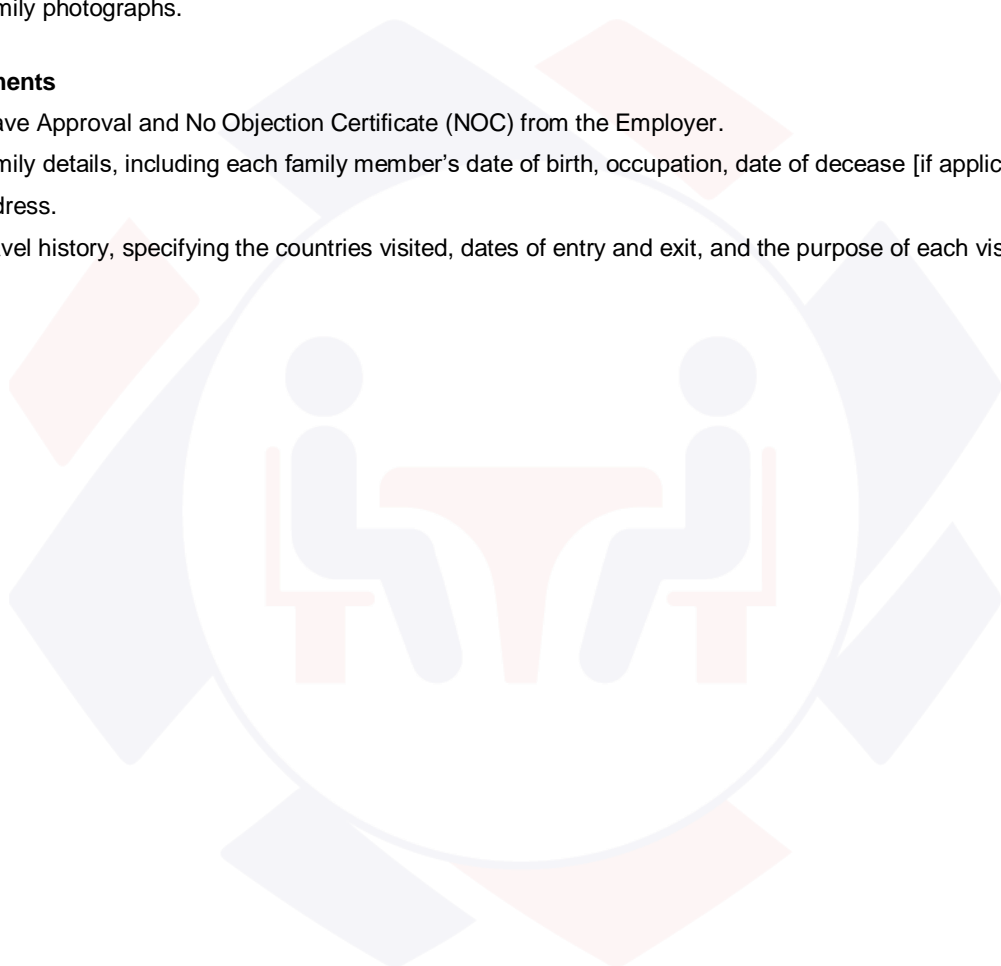 mily photographs.
nents
ave Approval and No Objection Certificate (NOC) from the Employer.
mily details, including each family member’s date of birth, occupation, date of decease [if applic
dress.
vel history, specifying the countries visited, dates of entry and exit, and the purpose of each vis